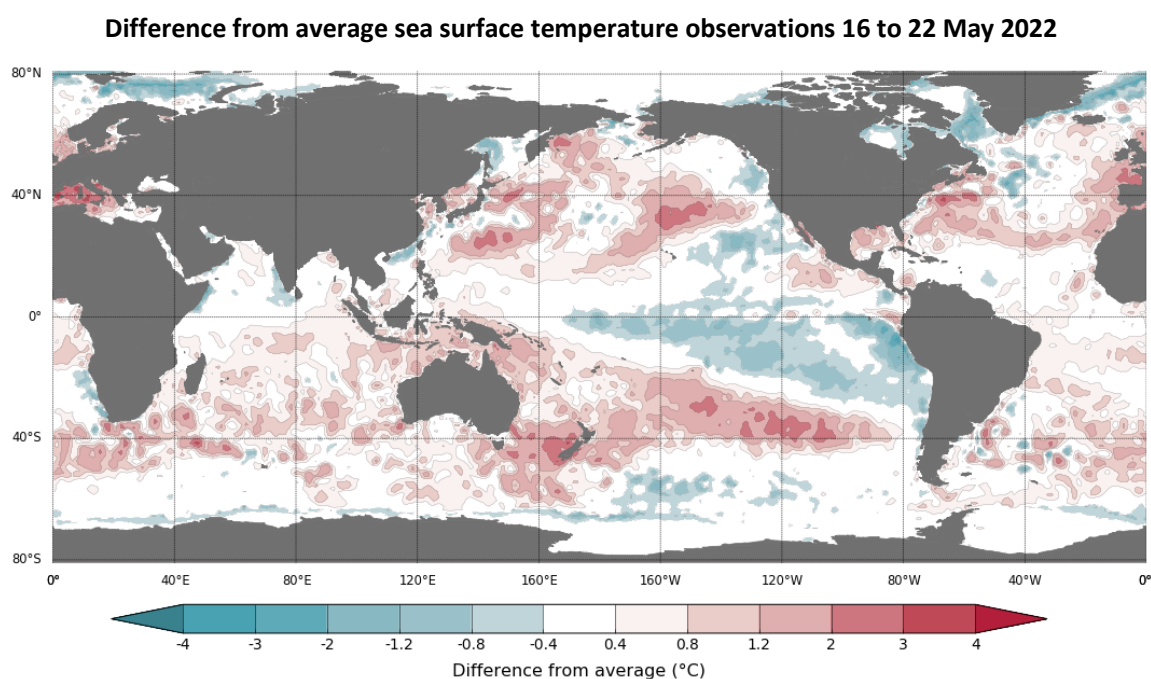 Difference from average sea surface temperature observations 16 to 22 May 2022
80°N
40°N
0°
40°S
80°S
0° 40°E 80°E 120°E 160°E 160°W 120°W 80°W 40°W 0°
-4 -3 -2 -1.2 -0.8 -0.4 0.4 0.8 1.2 2 3 4
Difference from average (°C)